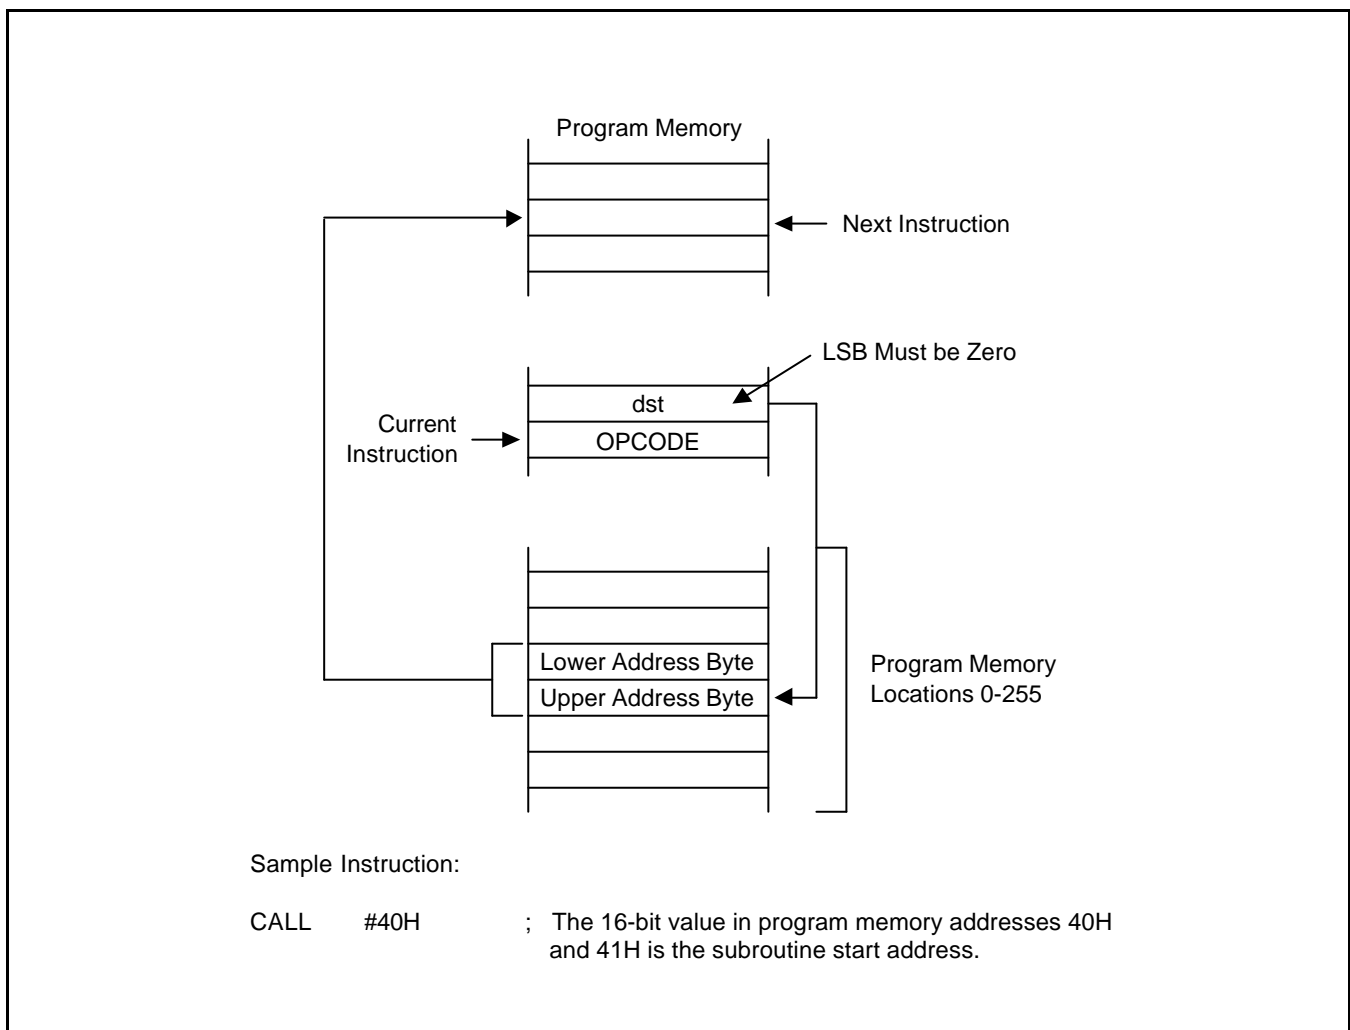 Program Memory
Next Instruction
LSB Must be Zero
dst
Current
Instruction
OPCODE
Lower Address Byte
Upper Address Byte
Program Memory
Locations 0-255
Sample Instruction:
CALL #40H ; The 16-bit value in program memory addresses 40H
and 41H is the subroutine start address.